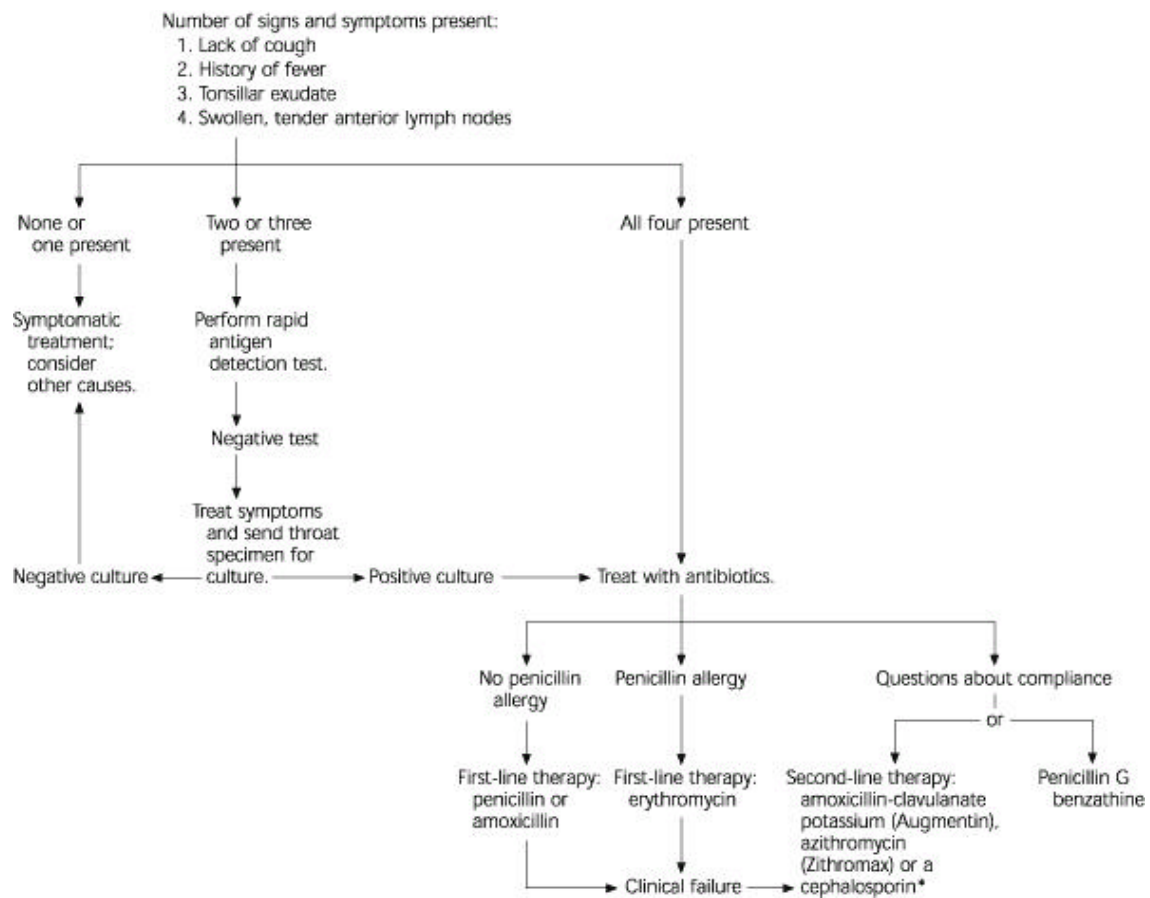 Number of signs and symptoms present:
1. Lack of cough
2. History of fever
3. Tonsillar exudate
4. Swollen, tender anterior lymph nodes
None or
one present
Two or three
present
All four present
Symptomatic
treatment;
consider
other causes.
Perform rapid
antigen
detection test.
Negative test
Treat symptoms
and send throat
specimen for
culture.
Negative culture
Positive culture
Treat with antibiotics.
No penicillin
allergy
Penicillin allergy
Questions about compliance
or
First-line therapy:
penicillin or
amoxicillin
First-line therapy:
erythromycin
Second-line therapy:
amoxicillin-clavulanate
potassium (Augmentin),
azithromycin
(Zithromax) or a
cephalosporin*
Penicillin G
benzathine
Clinical failure